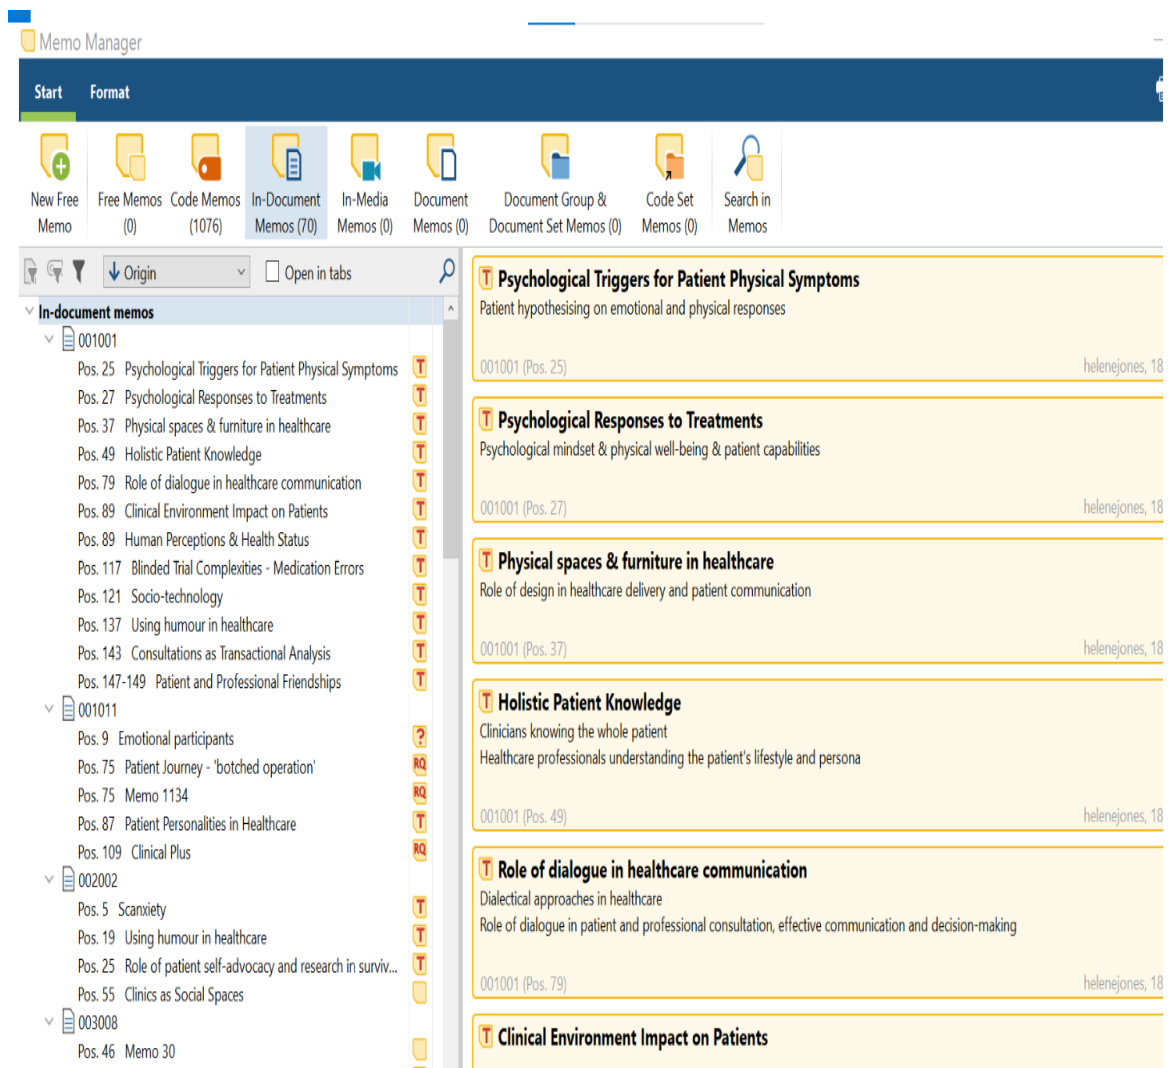 Memo Manager
Start Format
New Free Memo
Free Memos (0)
Code Memos (1076)
In-Document Memos (70)
In-Media Memos (0)
Document Memos (0)
Document Group & Document Set Memos (0)
Code Set Memos (0)
Search in Memos
Origin
Open in tabs
In-document memos
001001
Pos. 25 Psychological Triggers for Patient Physical Symptoms T
Pos. 27 Psychological Responses to Treatments T
Pos. 37 Physical spaces & furniture in healthcare T
Pos. 49 Holistic Patient Knowledge T
Pos. 79 Role of dialogue in healthcare communication T
Pos. 89 Clinical Environment Impact on Patients T
Pos. 89 Human Perceptions & Health Status T
Pos. 117 Blinded Trial Complexities - Medication Errors T
Pos. 121 Socio-technology T
Pos. 137 Using humour in healthcare T
Pos. 143 Consultations as Transactional Analysis T
Pos. 147-149 Patient and Professional Friendships T
001011
Pos. 9 Emotional participants ?
Pos. 75 Patient Journey - 'botched operation' RQ
Pos. 75 Memo 1134 RQ
Pos. 87 Patient Personalities in Healthcare T
Pos. 109 Clinical Plus RQ
002002
Pos. 5 Scanxiety T
Pos. 19 Using humour in healthcare T
Pos. 25 Role of patient self-advocacy and research in surviv... T
Pos. 55 Clinics as Social Spaces
003008
Pos. 46 Memo 30
T Psychological Triggers for Patient Physical Symptoms
Patient hypothesising on emotional and physical responses
001001 (Pos. 25) helenejones, 18
T Psychological Responses to Treatments
Psychological mindset & physical well-being & patient capabilities
001001 (Pos. 27) helenejones, 18
T Physical spaces & furniture in healthcare
Role of design in healthcare delivery and patient communication
001001 (Pos. 37) helenejones, 18
T Holistic Patient Knowledge
Clinicians knowing the whole patient
Healthcare professionals understanding the patient's lifestyle and persona
001001 (Pos. 49) helenejones, 18
T Role of dialogue in healthcare communication
Dialectical approaches in healthcare
Role of dialogue in patient and professional consultation, effective communication and decision-making
001001 (Pos. 79) helenejones, 18
T Clinical Environment Impact on Patients